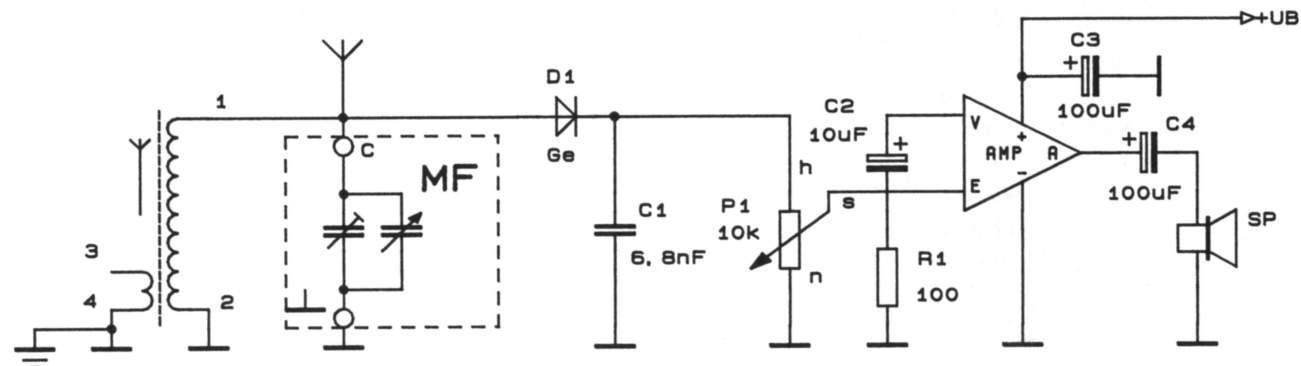 +UB
C3
+
100uF
D1
C2
10uF
+
C4
+
100uF
1
C
MF
Ge
V
+
AMP A
-
E
h
s
P1
10k
n
C1
6,8nF
R1
100
SP
3
4
2